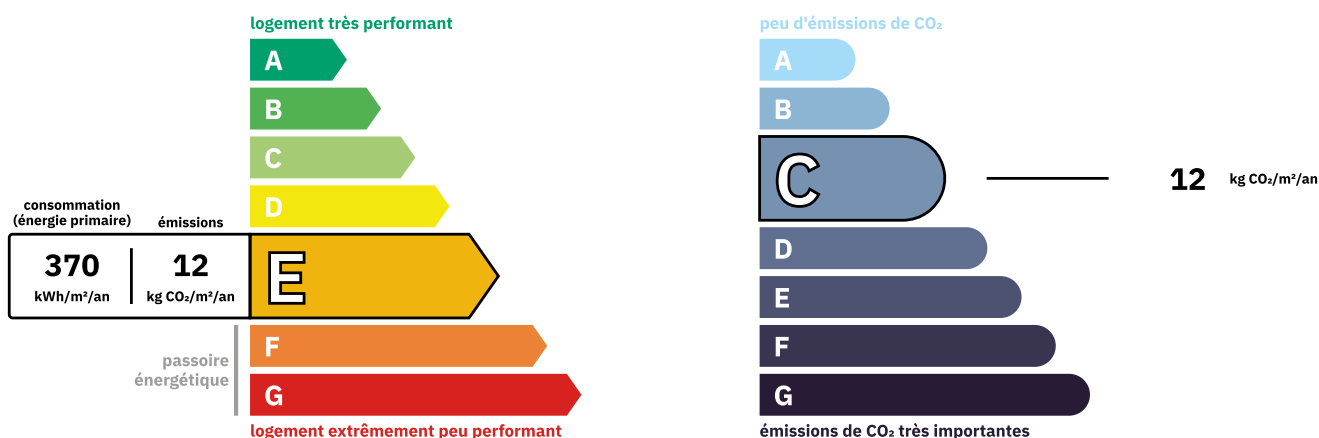 logement très performant
A
B
C
D
consommation
(énergie primaire)
émissions
370
kWh/m²/an
12
kg CO₂/m²/an
E
passoire
énergétique
F
G
logement extrêmement peu performant
peu d'émissions de CO₂
A
B
C
12
kg CO₂/m²/an
D
E
F
G
émissions de CO₂ très importantes